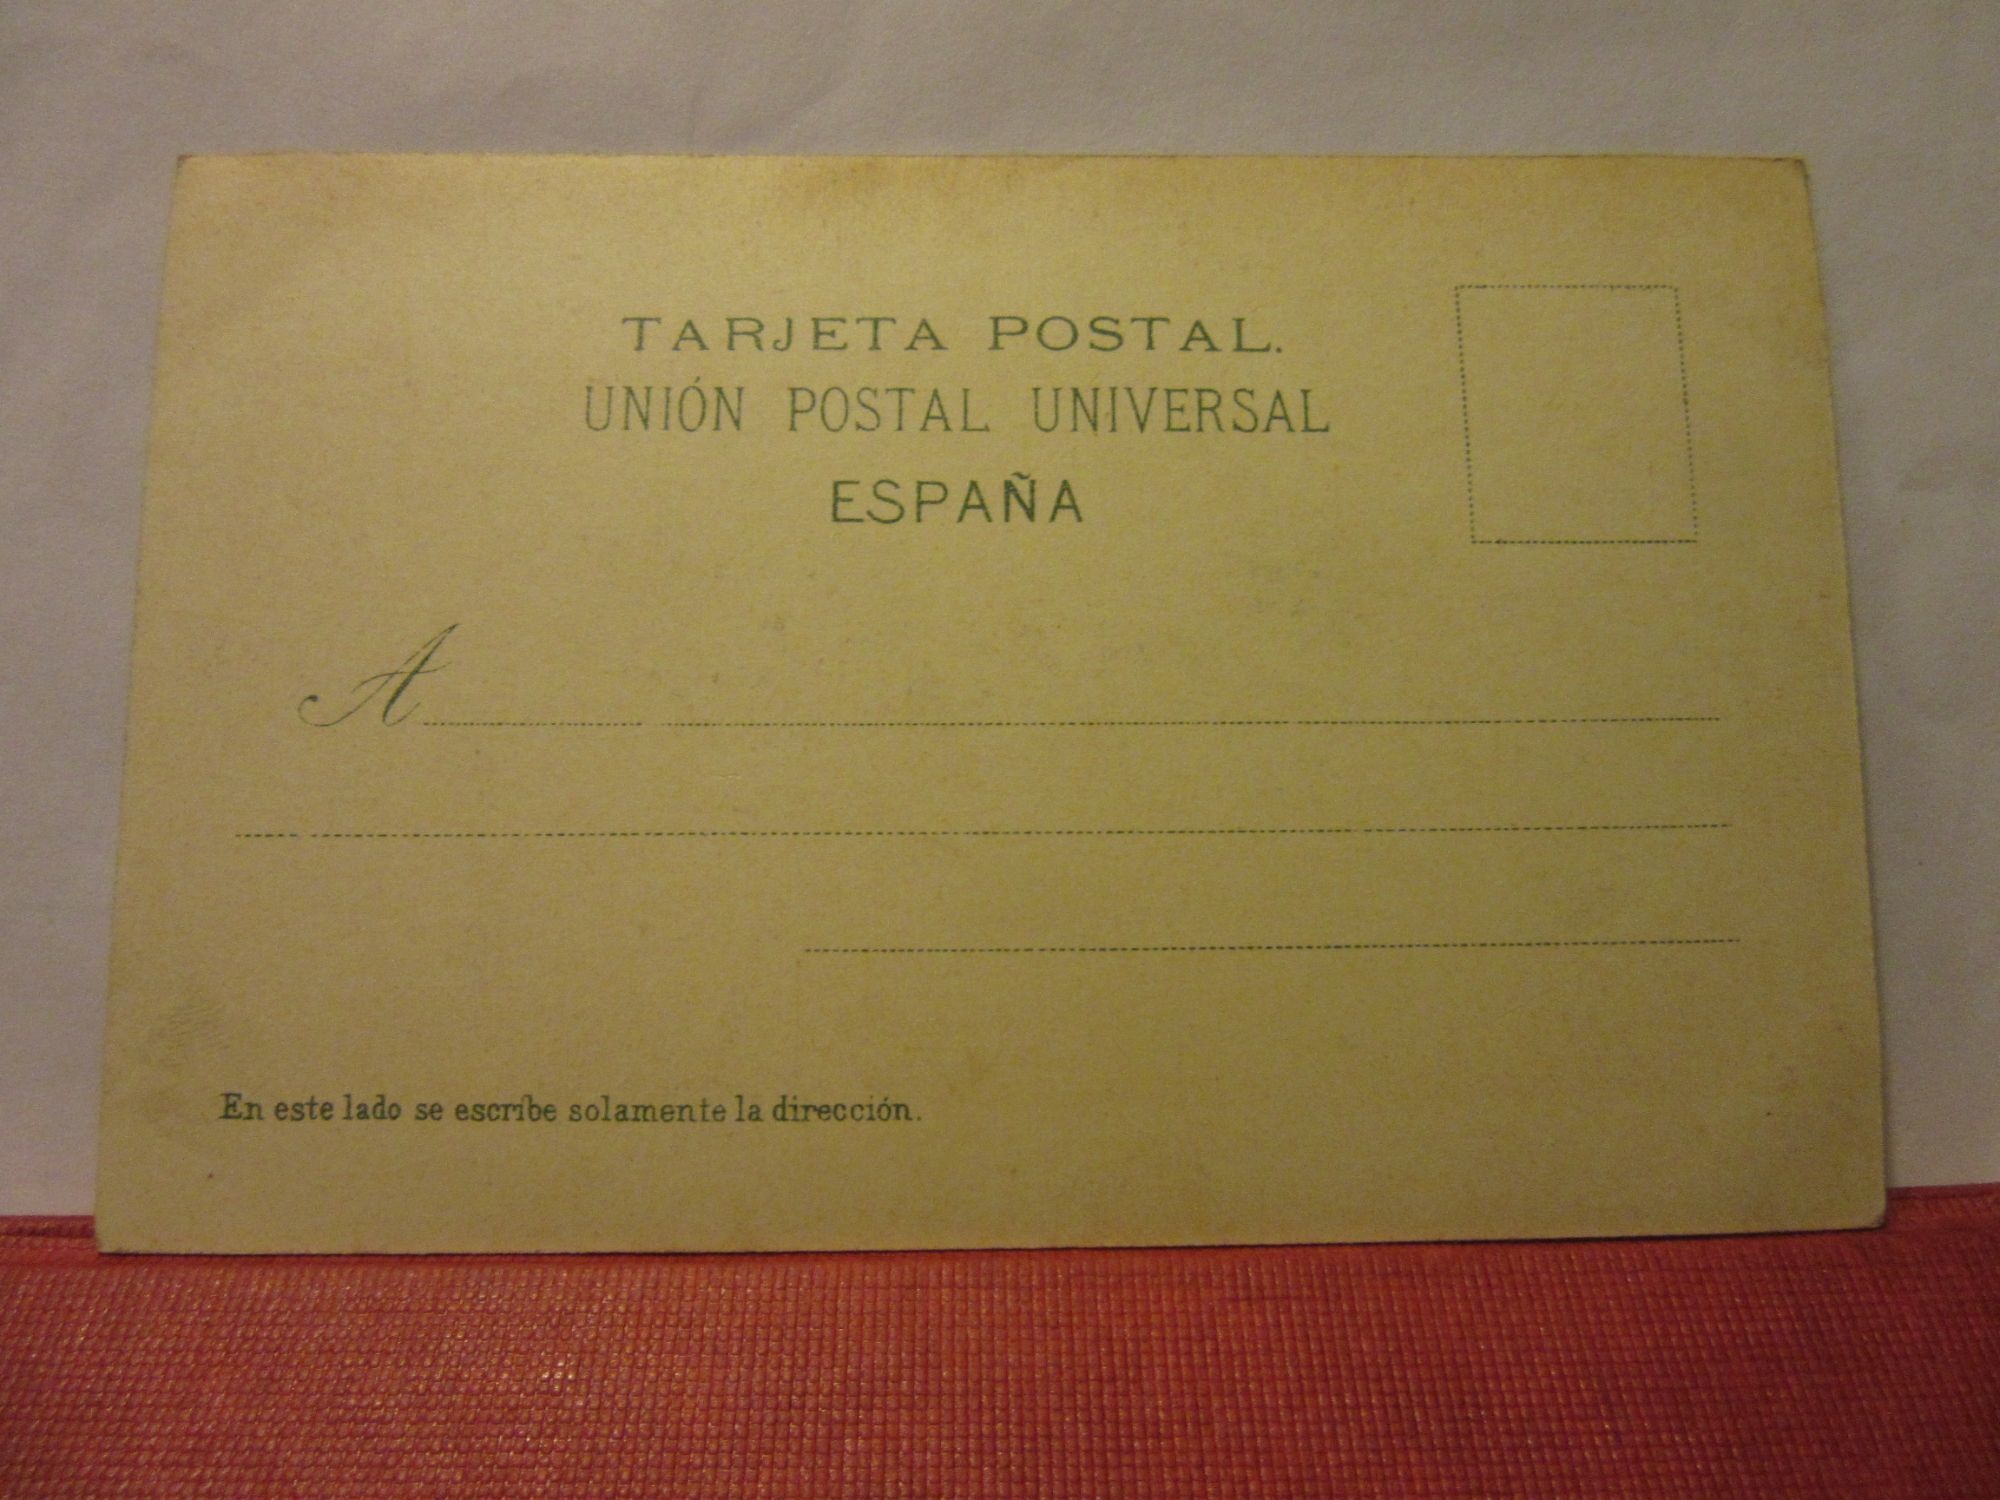 TARJETA POSTAL.
UNIÓN POSTAL UNIVERSAL
ESPAÑA
A
En este lado se escribe solamente la dirección.